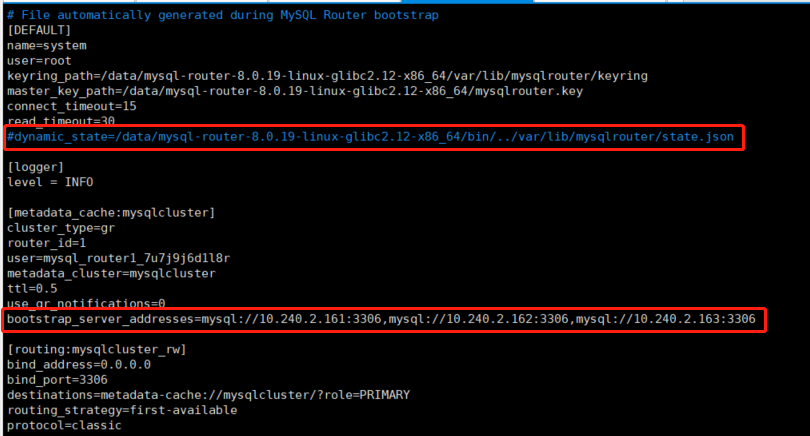 # File automatically generated during MySQL Router bootstrap
[DEFAULT]
name=system
user=root
keyring_path=/data/mysql-router-8.0.19-linux-glibc2.12-x86_64/var/lib/mysqlrouter/keyring
master_key_path=/data/mysql-router-8.0.19-linux-glibc2.12-x86_64/mysqlrouter.key
connect_timeout=15
read_timeout=30
#dynamic_state=/data/mysql-router-8.0.19-linux-glibc2.12-x86_64/bin/../var/lib/mysqlrouter/state.json
[logger]
level = INFO
[metadata_cache:mysqlcluster]
cluster_type=gr
router_id=1
user=mysql_router1_7u7j9j6d1l8r
metadata_cluster=mysqlcluster
ttl=0.5
use_gr_notifications=0
bootstrap_server_addresses=mysql://10.240.2.161:3306,mysql://10.240.2.162:3306,mysql://10.240.2.163:3306
[routing:mysqlcluster_rw]
bind_address=0.0.0.0
bind_port=3306
destinations=metadata-cache://mysqlcluster/?role=PRIMARY
routing_strategy=first-available
protocol=classic